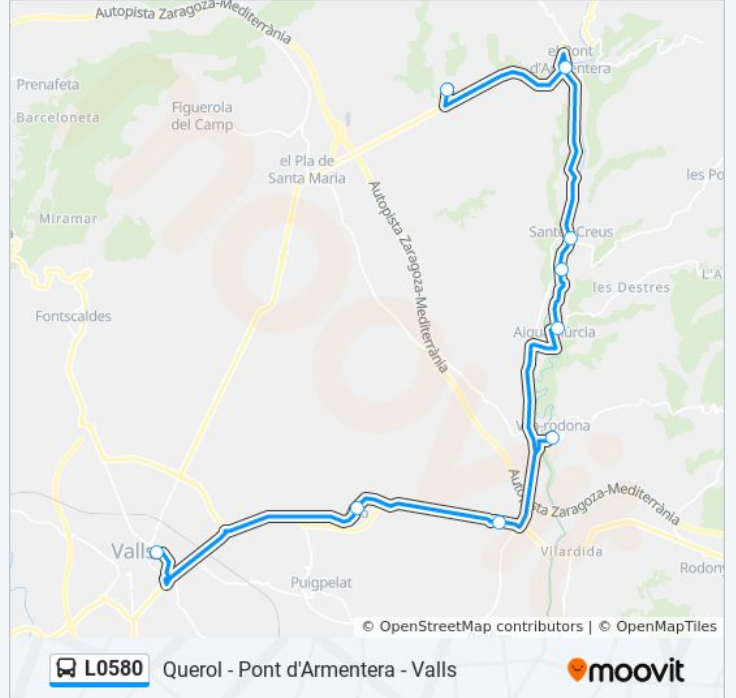 Autopista Zaragoza-Mediterrània
Prenafeta
Barceloneta
Figuerola
del Camp
el Pont
d'Armentera
el Pla de
Santa Maria
Autopista Zaragoza-Mediterrània
les Po
Miramar
Santes Creus
L'A
les Destres
Fontscaldes
Aiguamúrcia
Vila-rodona
Autopista Zaragoza-Mediterrània
Valls
Vilardida
Puigpelat
Rodony
© OpenStreetMap contributors | © OpenMapTiles
L0580 Querol - Pont d'Armentera - Valls
moovit